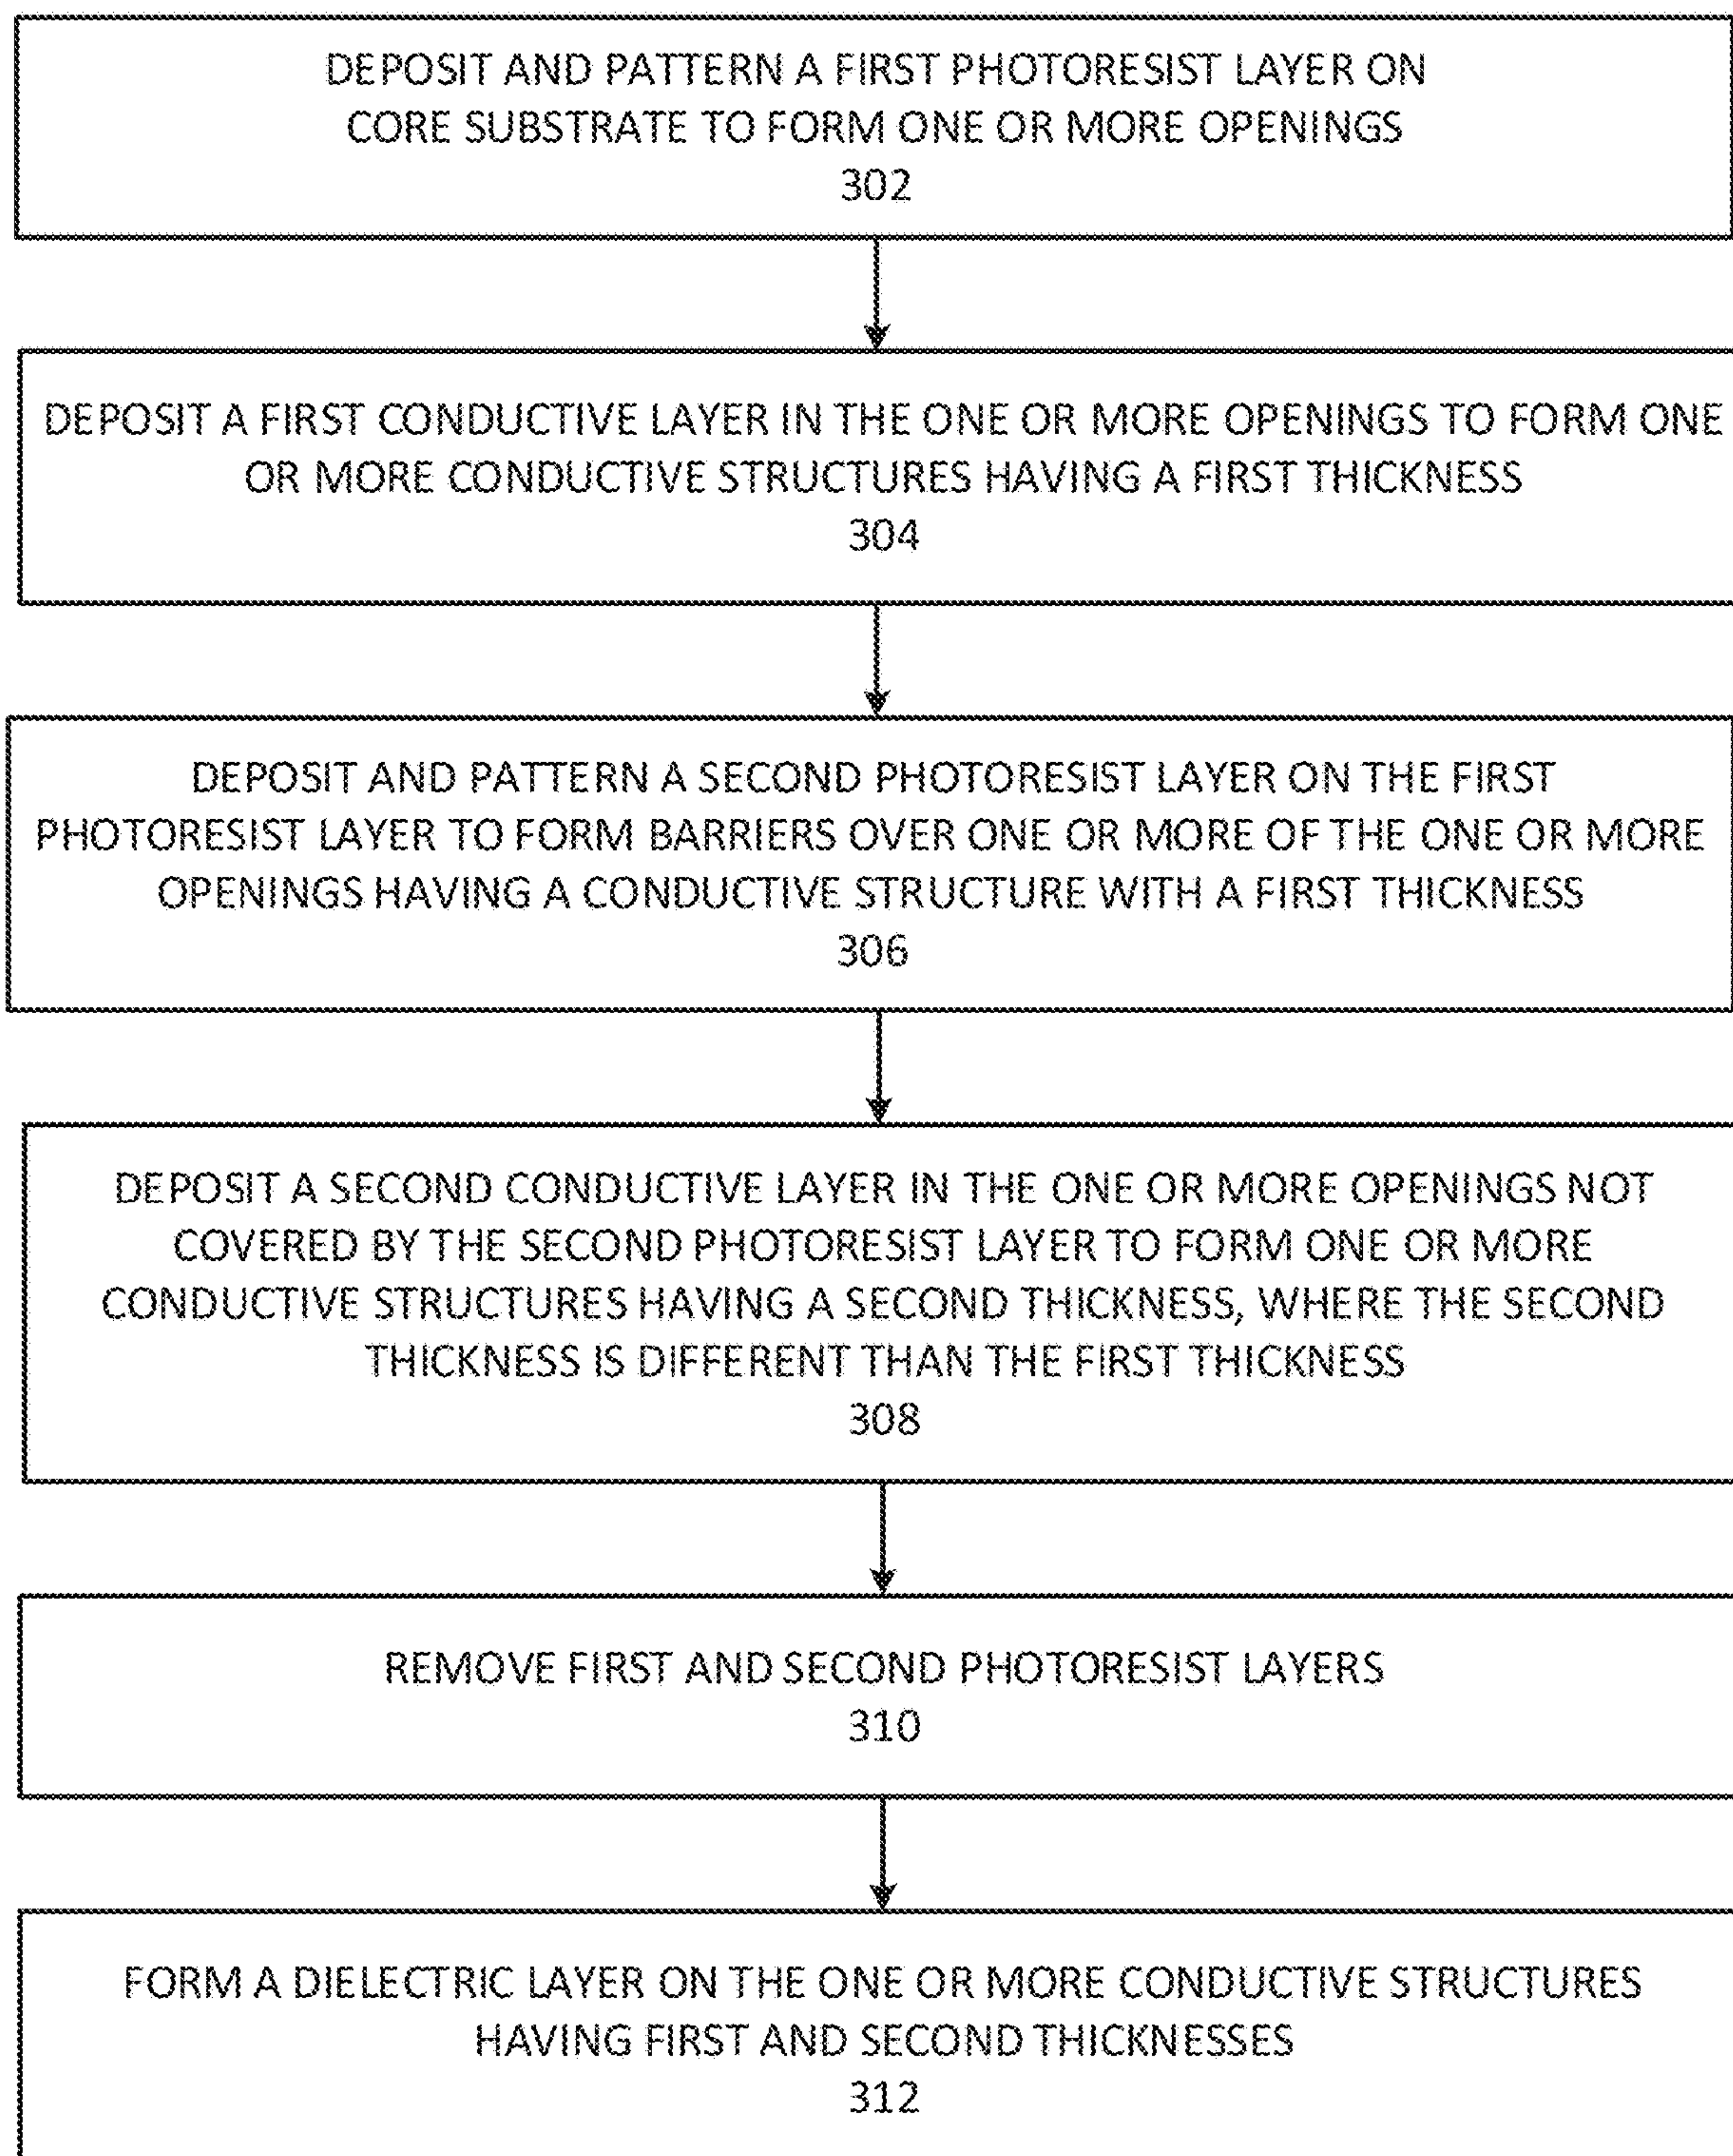 DEPOSIT AND PATTERN A FIRST PHOTORESIST LAYER ON
CORE SUBSTRATE TO FORM ONE OR MORE OPENINGS
302
DEPOSIT A FIRST CONDUCTIVE LAYER IN THE ONE OR MORE OPENINGS TO FORM ONE
OR MORE CONDUCTIVE STRUCTURES HAVING A FIRST THICKNESS
304
DEPOSIT AND PATTERN A SECOND PHOTORESIST LAYER ON THE FIRST
PHOTORESIST LAYER TO FORM BARRIERS OVER ONE OR MORE OF THE ONE OR MORE
OPENINGS HAVING A CONDUCTIVE STRUCTURE WITH A FIRST THICKNESS
306
DEPOSIT A SECOND CONDUCTIVE LAYER IN THE ONE OR MORE OPENINGS NOT
COVERED BY THE SECOND PHOTORESIST LAYER TO FORM ONE OR MORE
CONDUCTIVE STRUCTURES HAVING A SECOND THICKNESS, WHERE THE SECOND
THICKNESS IS DIFFERENT THAN THE FIRST THICKNESS
308
REMOVE FIRST AND SECOND PHOTORESIST LAYERS
310
FORM A DIELECTRIC LAYER ON THE ONE OR MORE CONDUCTIVE STRUCTURES
HAVING FIRST AND SECOND THICKNESSES
312